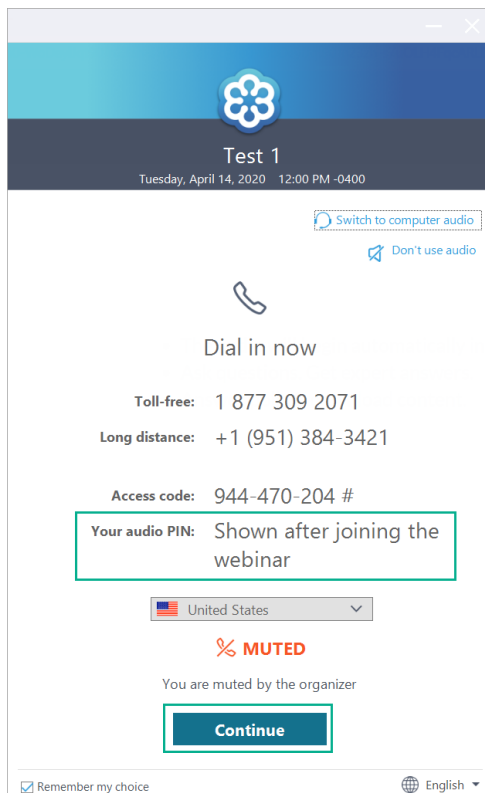 Test 1
Tuesday, April 14, 2020 12:00 PM -0400
Switch to computer audio
Don't use audio
Dial in now
Toll-free: 1 877 309 2071
Long distance: +1 (951) 384-3421
Access code: 944-470-204 #
Your audio PIN: Shown after joining the
webinar
United States
MUTED
You are muted by the organizer
Continue
Remember my choice English